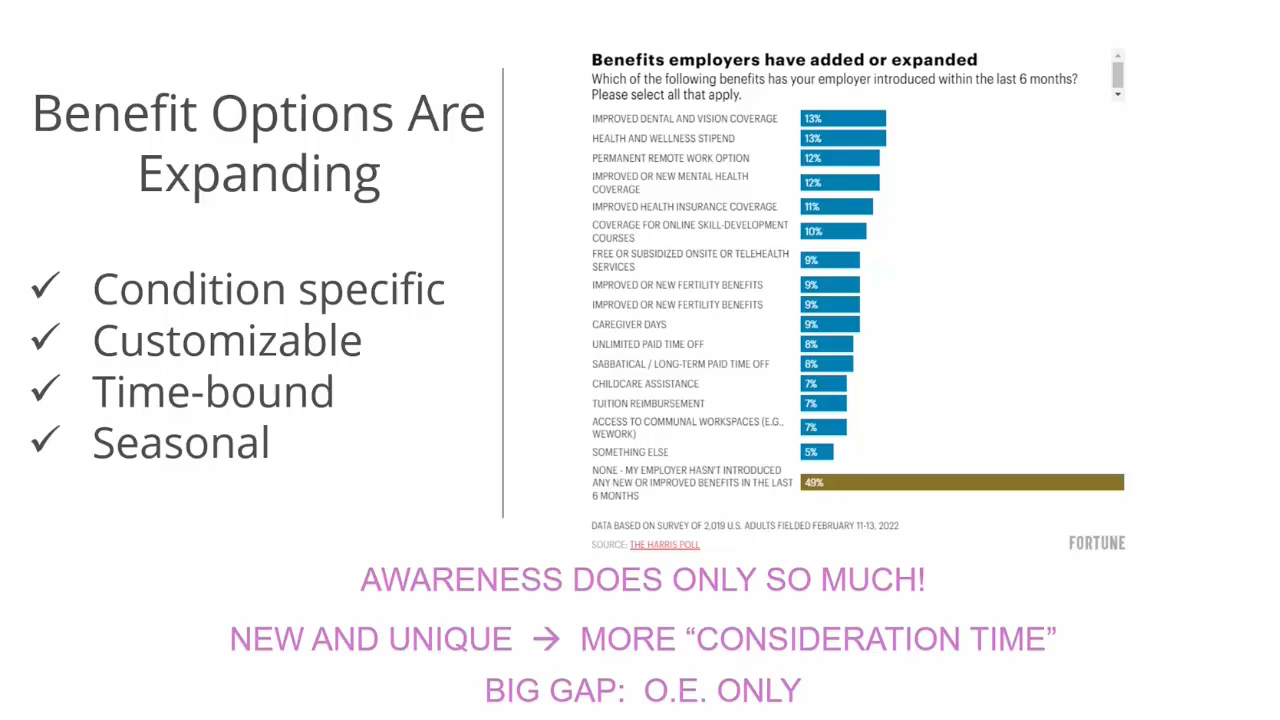 Benefit Options Are
Expanding
✓ Condition specific
✓ Customizable
✓ Time-bound
✓ Seasonal
Benefits employers have added or expanded
Which of the following benefits has your employer introduced within the last 6 months?
Please select all that apply.
IMPROVED DENTAL AND VISION COVERAGE 13%
HEALTH AND WELLNESS STIPEND 13%
PERMANENT REMOTE WORK OPTION 12%
IMPROVED OR NEW MENTAL HEALTH
COVERAGE 12%
IMPROVED HEALTH INSURANCE COVERAGE 11%
COVERAGE FOR ONLINE SKILL-DEVELOPMENT
COURSES 10%
FREE OR SUBSIDIZED ONSITE OR TELEHEALTH
SERVICES 9%
IMPROVED OR NEW FERTILITY BENEFITS 9%
IMPROVED OR NEW FERTILITY BENEFITS 9%
CAREGIVER DAYS 9%
UNLIMITED PAID TIME OFF 8%
SABBATICAL / LONG-TERM PAID TIME OFF 8%
CHILDCARE ASSISTANCE 7%
TUITION REIMBURSEMENT 7%
ACCESS TO COMMUNAL WORKSPACES (E.G.,
WEWORK) 7%
SOMETHING ELSE 5%
NONE - MY EMPLOYER HASN'T INTRODUCED
ANY NEW OR IMPROVED BENEFITS IN THE LAST 49%
6 MONTHS
DATA BASED ON SURVEY OF 2,019 U.S. ADULTS FIELDED FEBRUARY 11-13, 2022
SOURCE: THE HARRIS POLL
FORTUNE
AWARENESS DOES ONLY SO MUCH!
NEW AND UNIQUE → MORE “CONSIDERATION TIME”
BIG GAP: O.E. ONLY